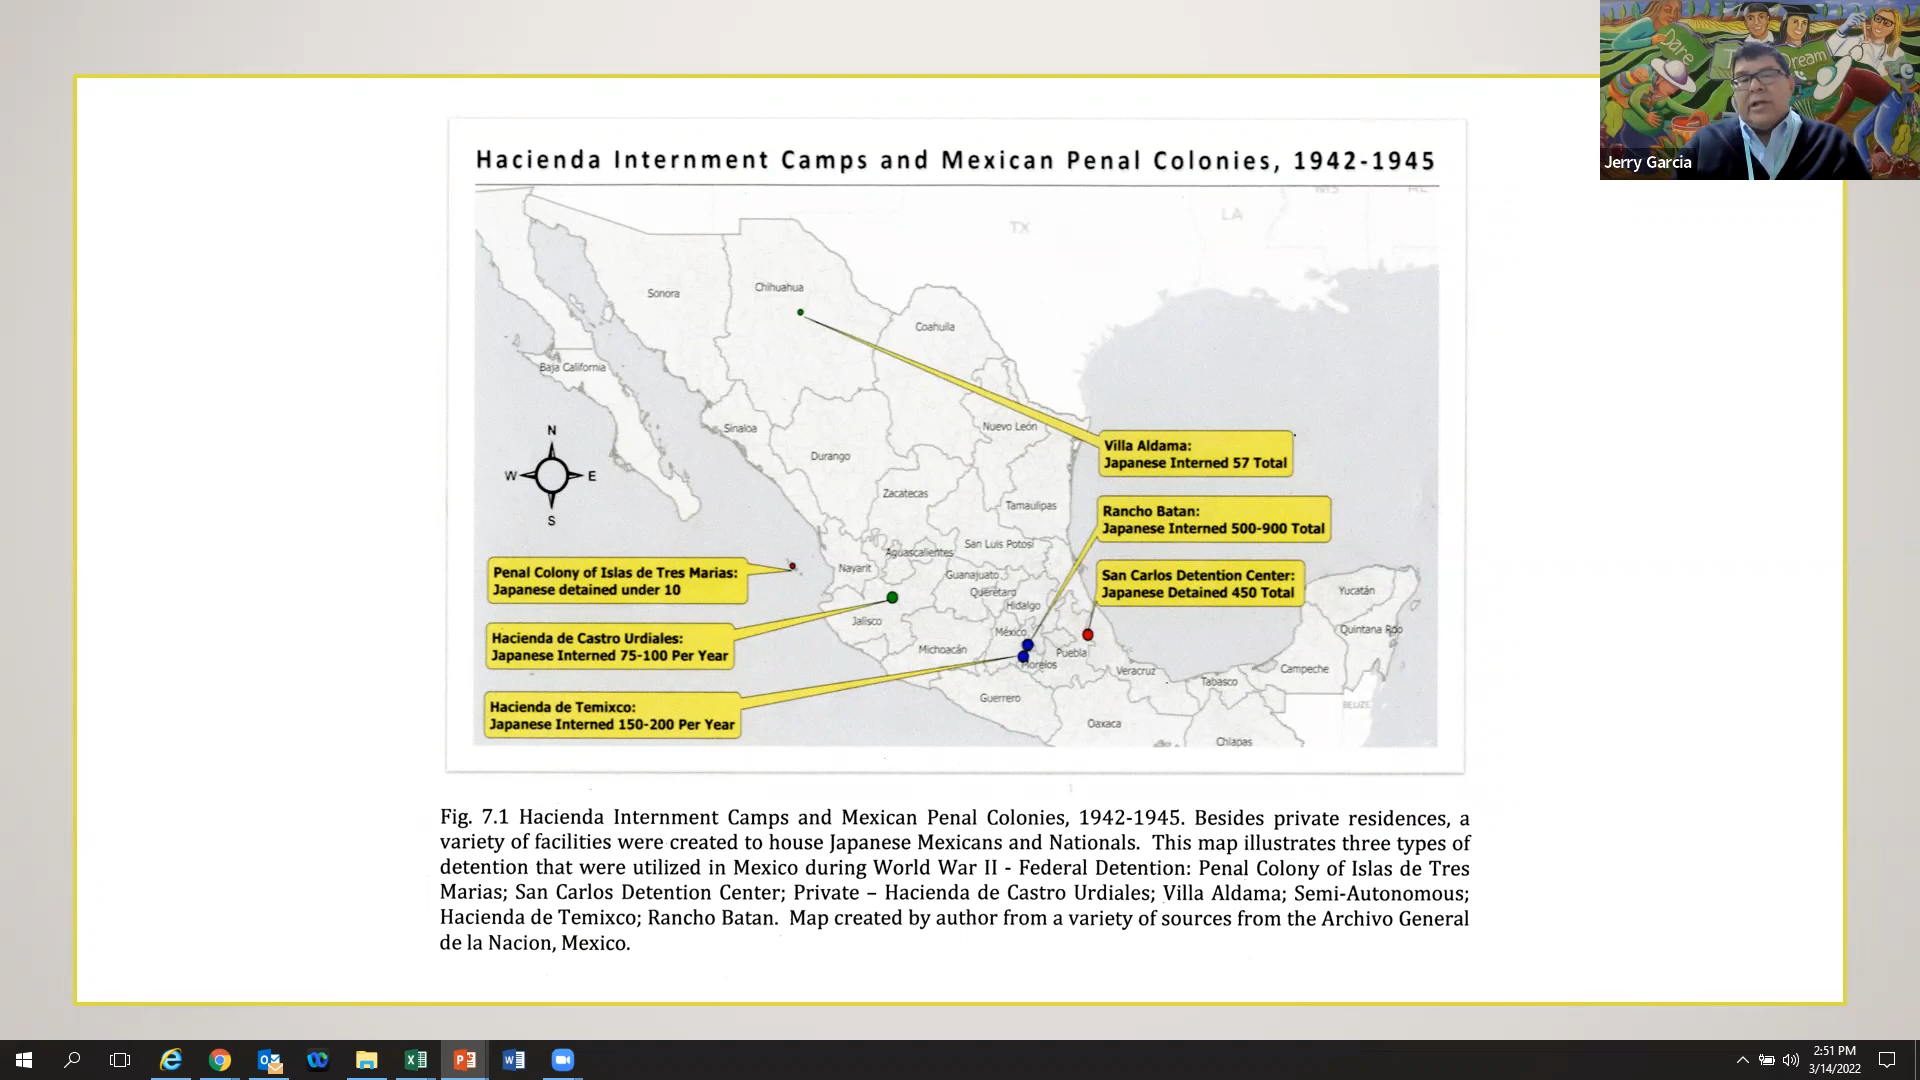 Hacienda Internment Camps and Mexican Penal Colonies, 1942-1945
MS
AL
TX
LA
Sonora
Chihuahua
Coahuila
Baja California
Sinaloa
Nuevo León
Durango
Villa Aldama:
Japanese Interned 57 Total
N
W
E
S
Zacatecas
Tamaulipas
Rancho Batan:
Japanese Interned 500-900 Total
San Luis Potosí
Aguascalientes
Nayarit
Penal Colony of Islas de Tres Marias:
Japanese detained under 10
Guanajuato
Querétaro
Hidalgo
San Carlos Detention Center:
Japanese Detained 450 Total
Yucatán
Quintana Roo
Jalisco
México
Hacienda de Castro Urdiales:
Japanese Interned 75-100 Per Year
Michoacán
Puebla
Morelos
Veracruz
Campeche
Tabasco
Guerrero
BELIZE
Hacienda de Temixco:
Japanese Interned 150-200 Per Year
Oaxaca
Chiapas
Fig. 7.1 Hacienda Internment Camps and Mexican Penal Colonies, 1942-1945. Besides private residences, a
variety of facilities were created to house Japanese Mexicans and Nationals. This map illustrates three types of
detention that were utilized in Mexico during World War II - Federal Detention: Penal Colony of Islas de Tres
Marias; San Carlos Detention Center; Private – Hacienda de Castro Urdiales; Villa Aldama; Semi-Autonomous;
Hacienda de Temixco; Rancho Batan. Map created by author from a variety of sources from the Archivo General
de la Nacion, Mexico.
Dare
Dream
Jerry Garcia
2:51 PM
3/14/2022